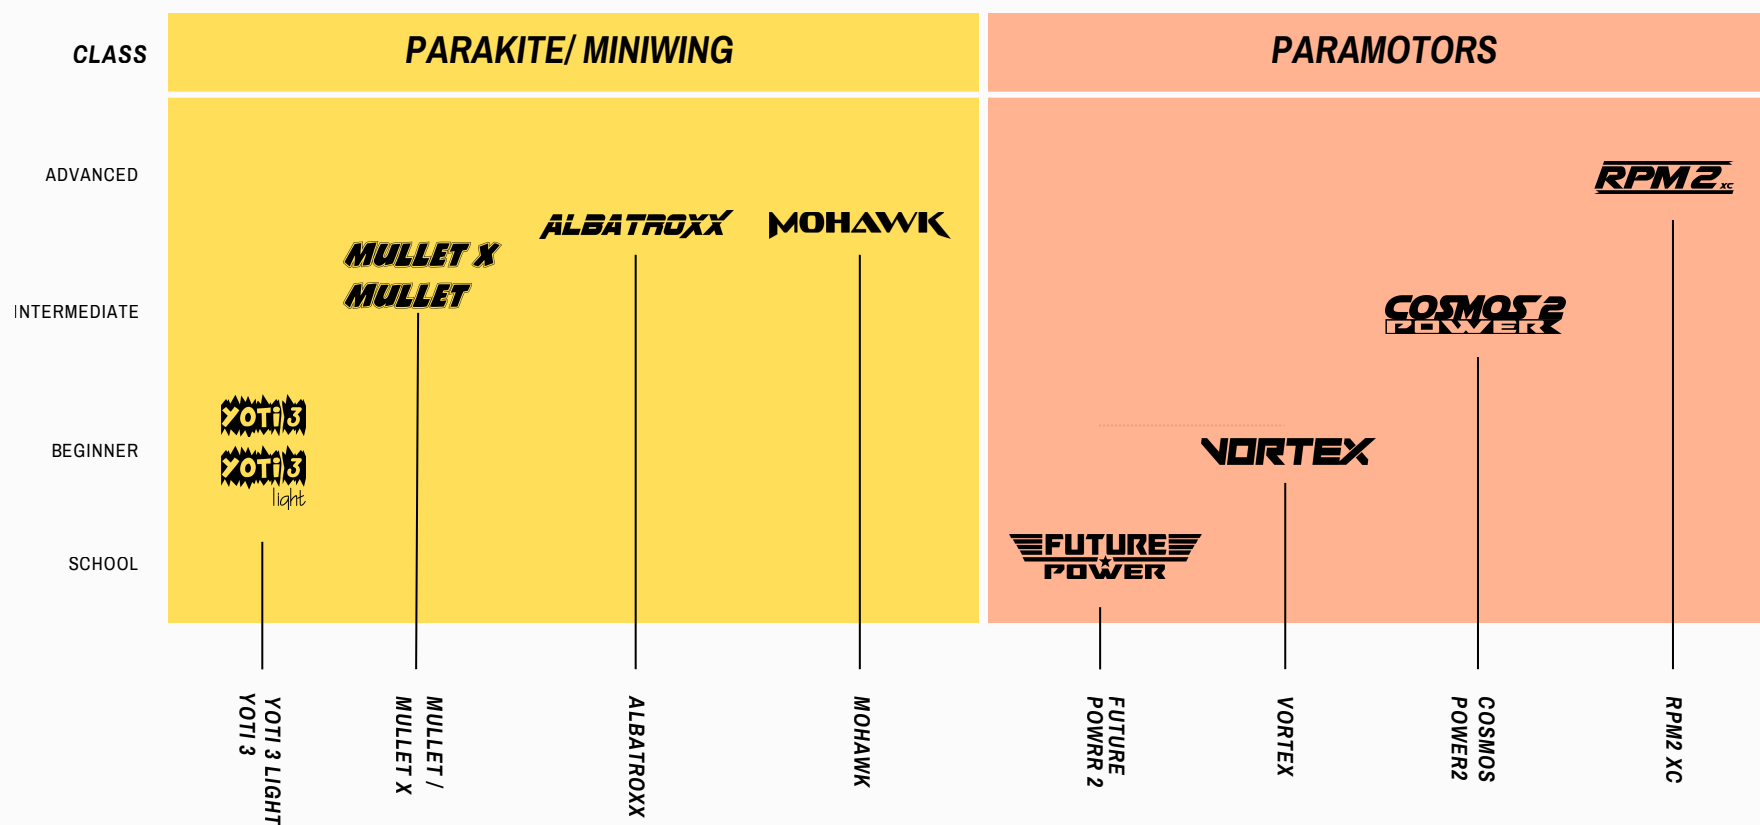 CLASS
PARAKITE/ MINIWING
PARAMOTORS
ADVANCED
RPM2 XC
ALBATROXX
MOHAWK
MULLET X
MULLET
INTERMEDIATE
COSMOS 2
POWER
YOTI 3
BEGINNER
VORTEX
YOTI 3
light
FUTURE
POWER
SCHOOL
YOTI 3 LIGHT
YOTI 3
MULLET /
MULLET X
ALBATROXX
MOHAWK
FUTURE
POWRR 2
VORTEX
COSMOS
POWER2
RPM2 XC